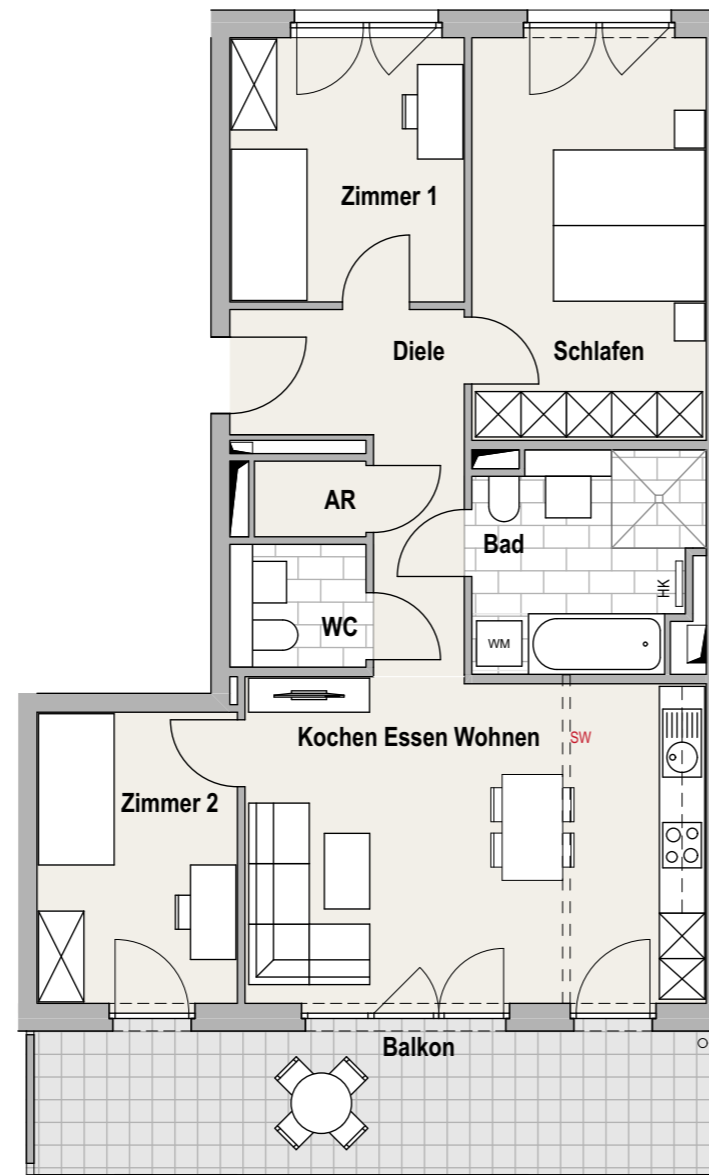 Zimmer 1
Diele
Schlafen
AR
Bad
HK
WC
WM
Kochen Essen Wohnen
SW
Zimmer 2
Balkon